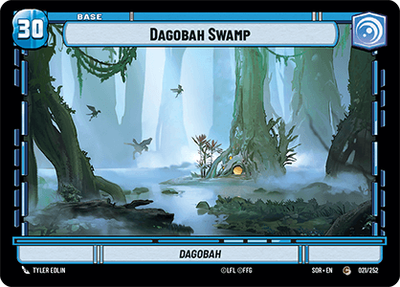 30
BASE
DAGOBAH SWAMP
DAGOBAH
TYLER EDLIN
©LFL ©FFG
SOR • EN
C
021/252